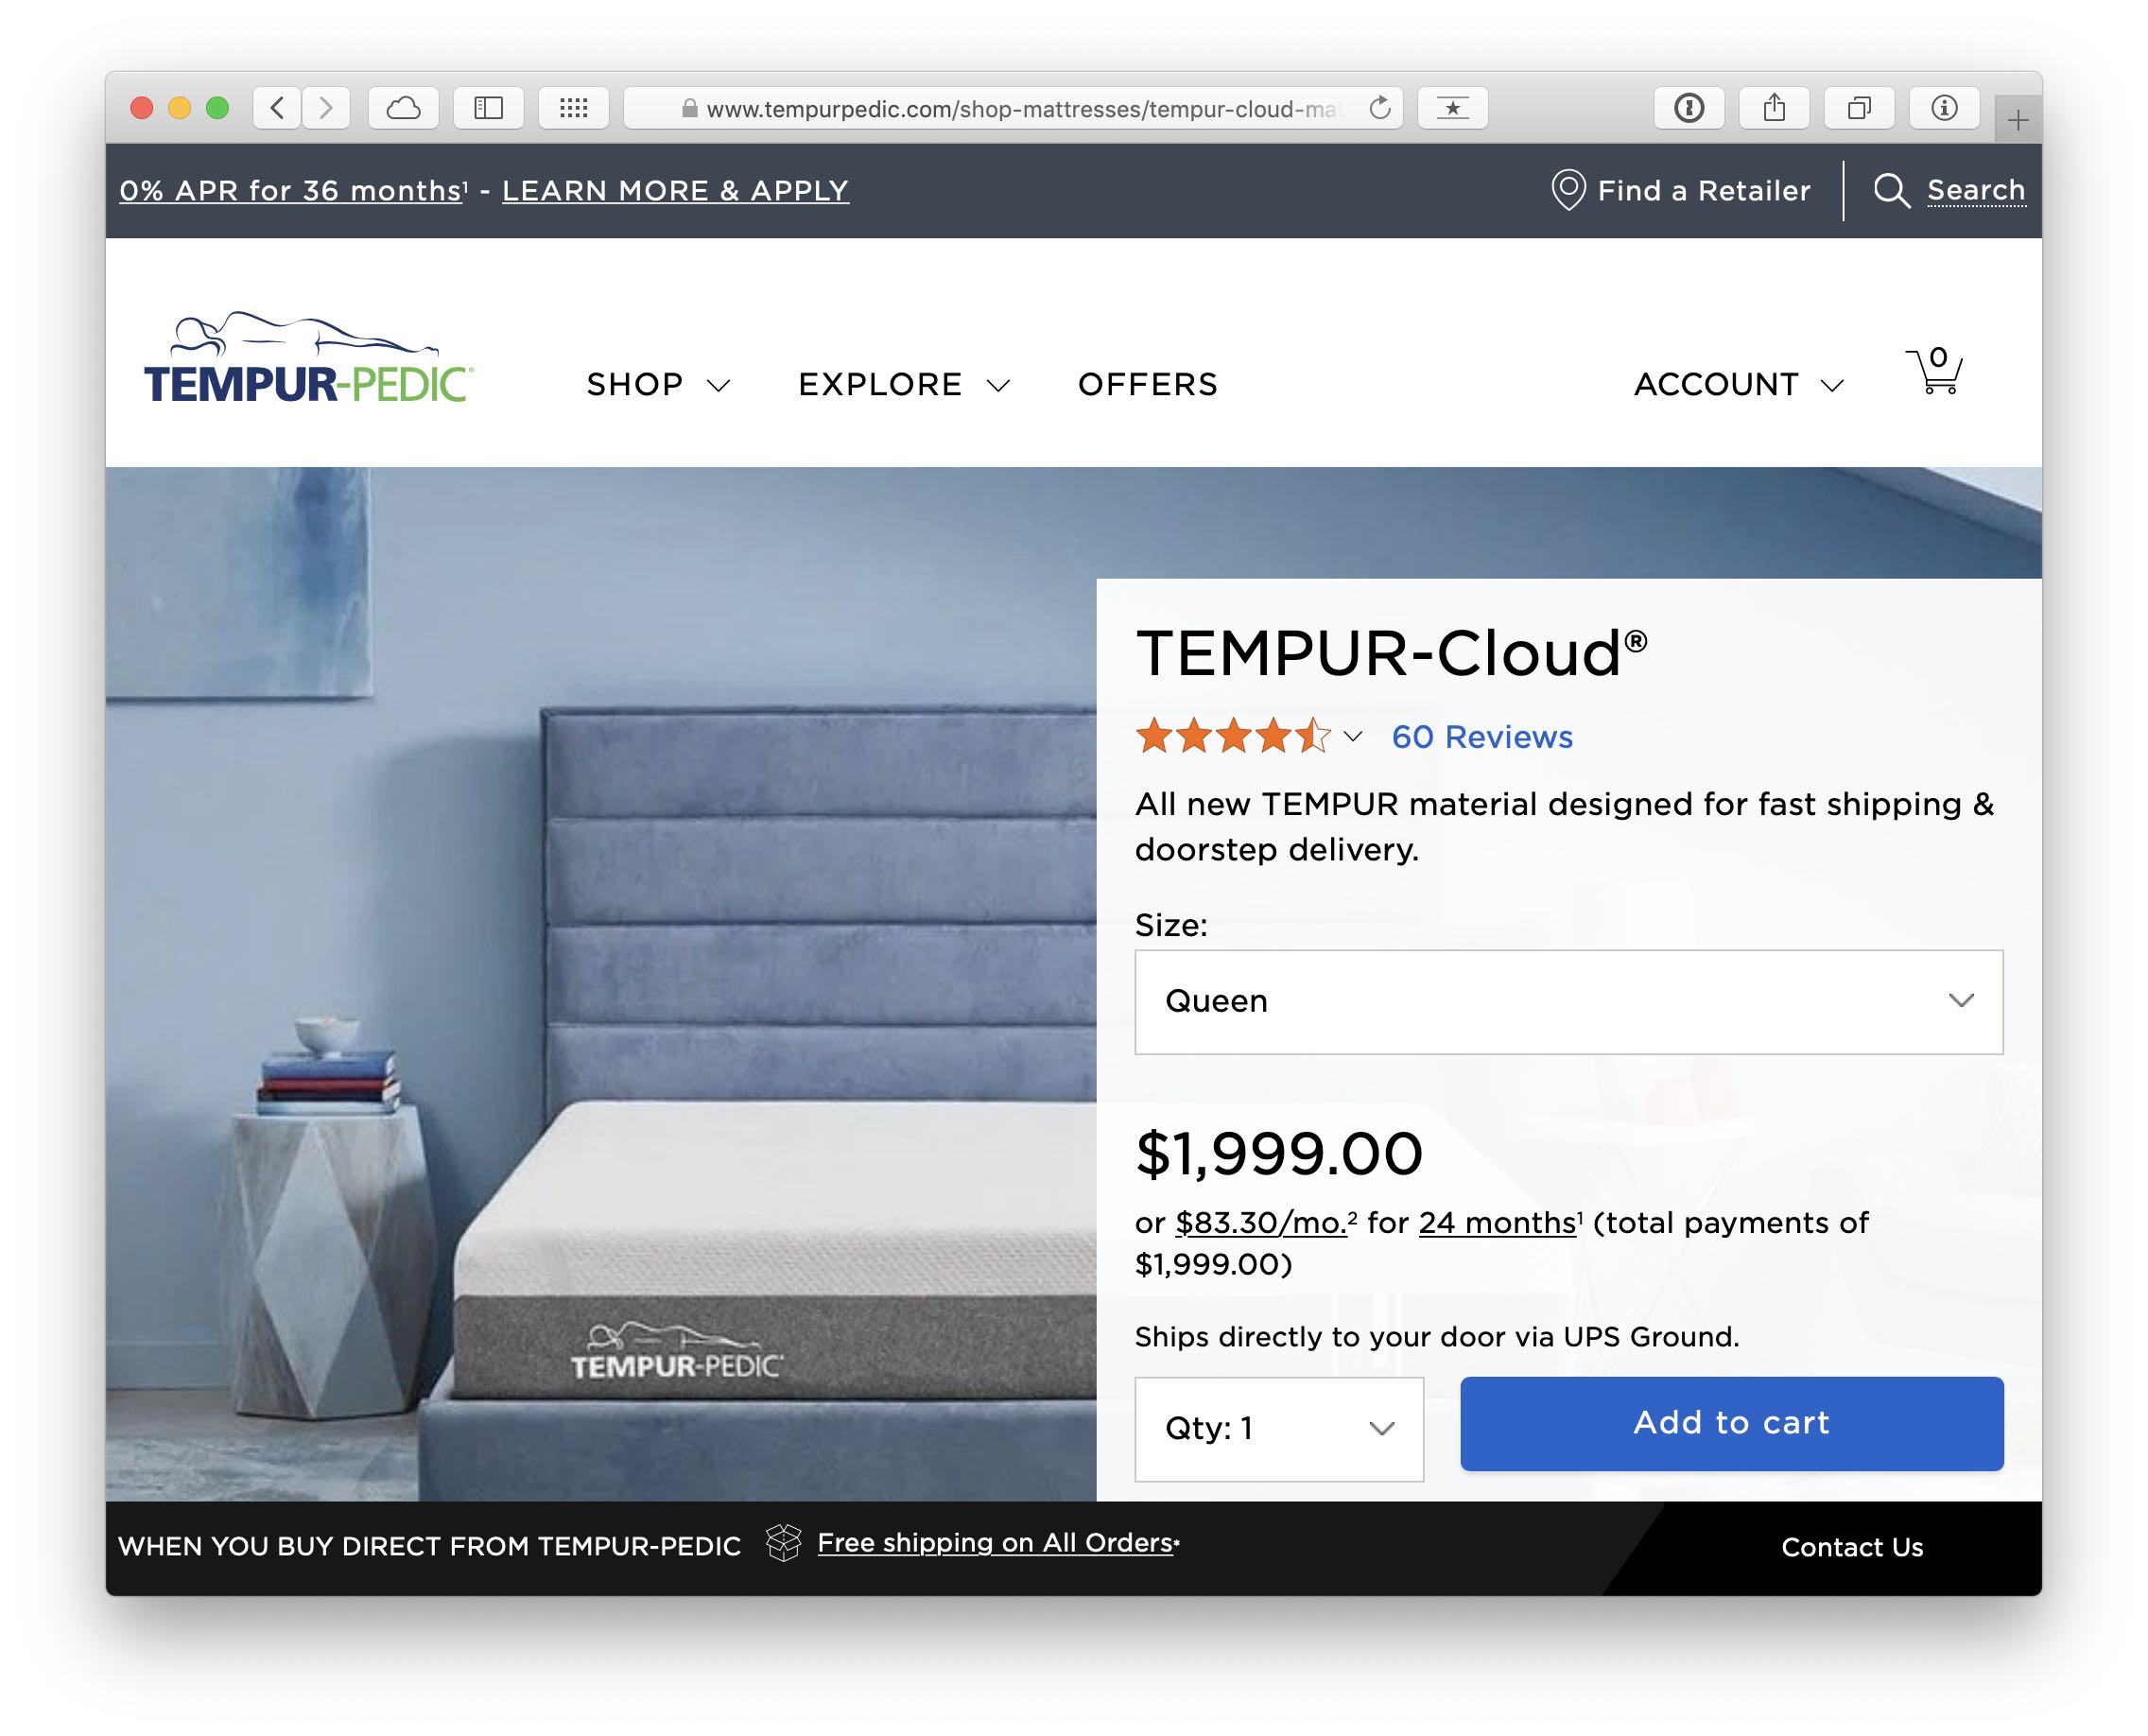 www.tempurpedic.com/shop-mattresses/tempur-cloud-ma
0% APR for 36 months¹ - LEARN MORE & APPLY
Find a Retailer
Search
TEMPUR-PEDIC®
SHOP
EXPLORE
OFFERS
ACCOUNT
0
TEMPUR-Cloud®
60 Reviews
All new TEMPUR material designed for fast shipping &
doorstep delivery.
Size:
Queen
$1,999.00
or $83.30/mo.² for 24 months¹ (total payments of
$1,999.00)
Ships directly to your door via UPS Ground.
Qty: 1
Add to cart
TEMPUR-PEDIC®
WHEN YOU BUY DIRECT FROM TEMPUR-PEDIC
Free shipping on All Orders*
Contact Us